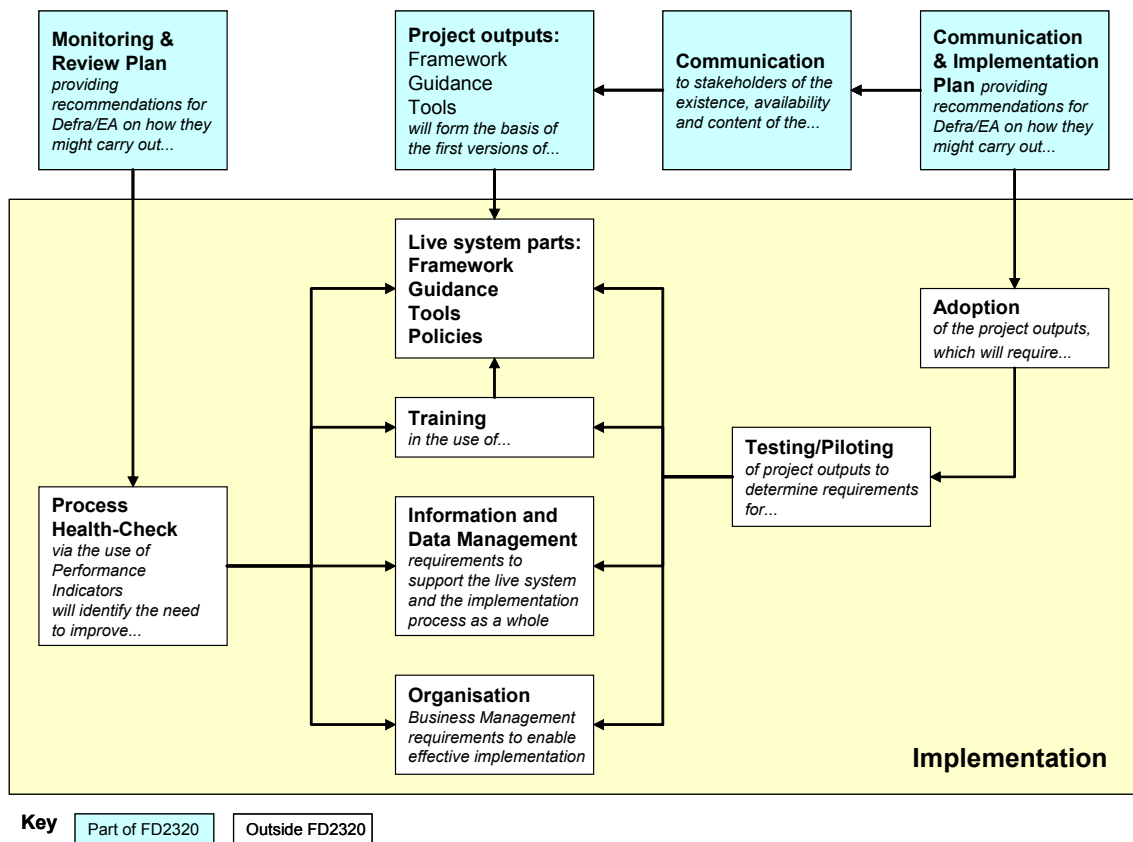 Monitoring &
Review Plan
providing
recommendations for
Defra/EA on how they
might carry out...
Project outputs:
Framework
Guidance
Tools
will form the basis of
the first versions of...
Communication
to stakeholders of the
existence, availability
and content of the...
Communication
& Implementation
Plan providing
recommendations for
Defra/EA on how they
might carry out...
Live system parts:
Framework
Guidance
Tools
Policies
Adoption
of the project outputs,
which will require...
Training
in the use of...
Testing/Piloting
of project outputs to
determine requirements
for...
Process
Health-Check
via the use of
Performance
Indicators
will identify the need
to improve...
Information and
Data Management
requirements to
support the live system
and the implementation
process as a whole
Organisation
Business Management
requirements to enable
effective implementation
Implementation
Key
Part of FD2320
Outside FD2320